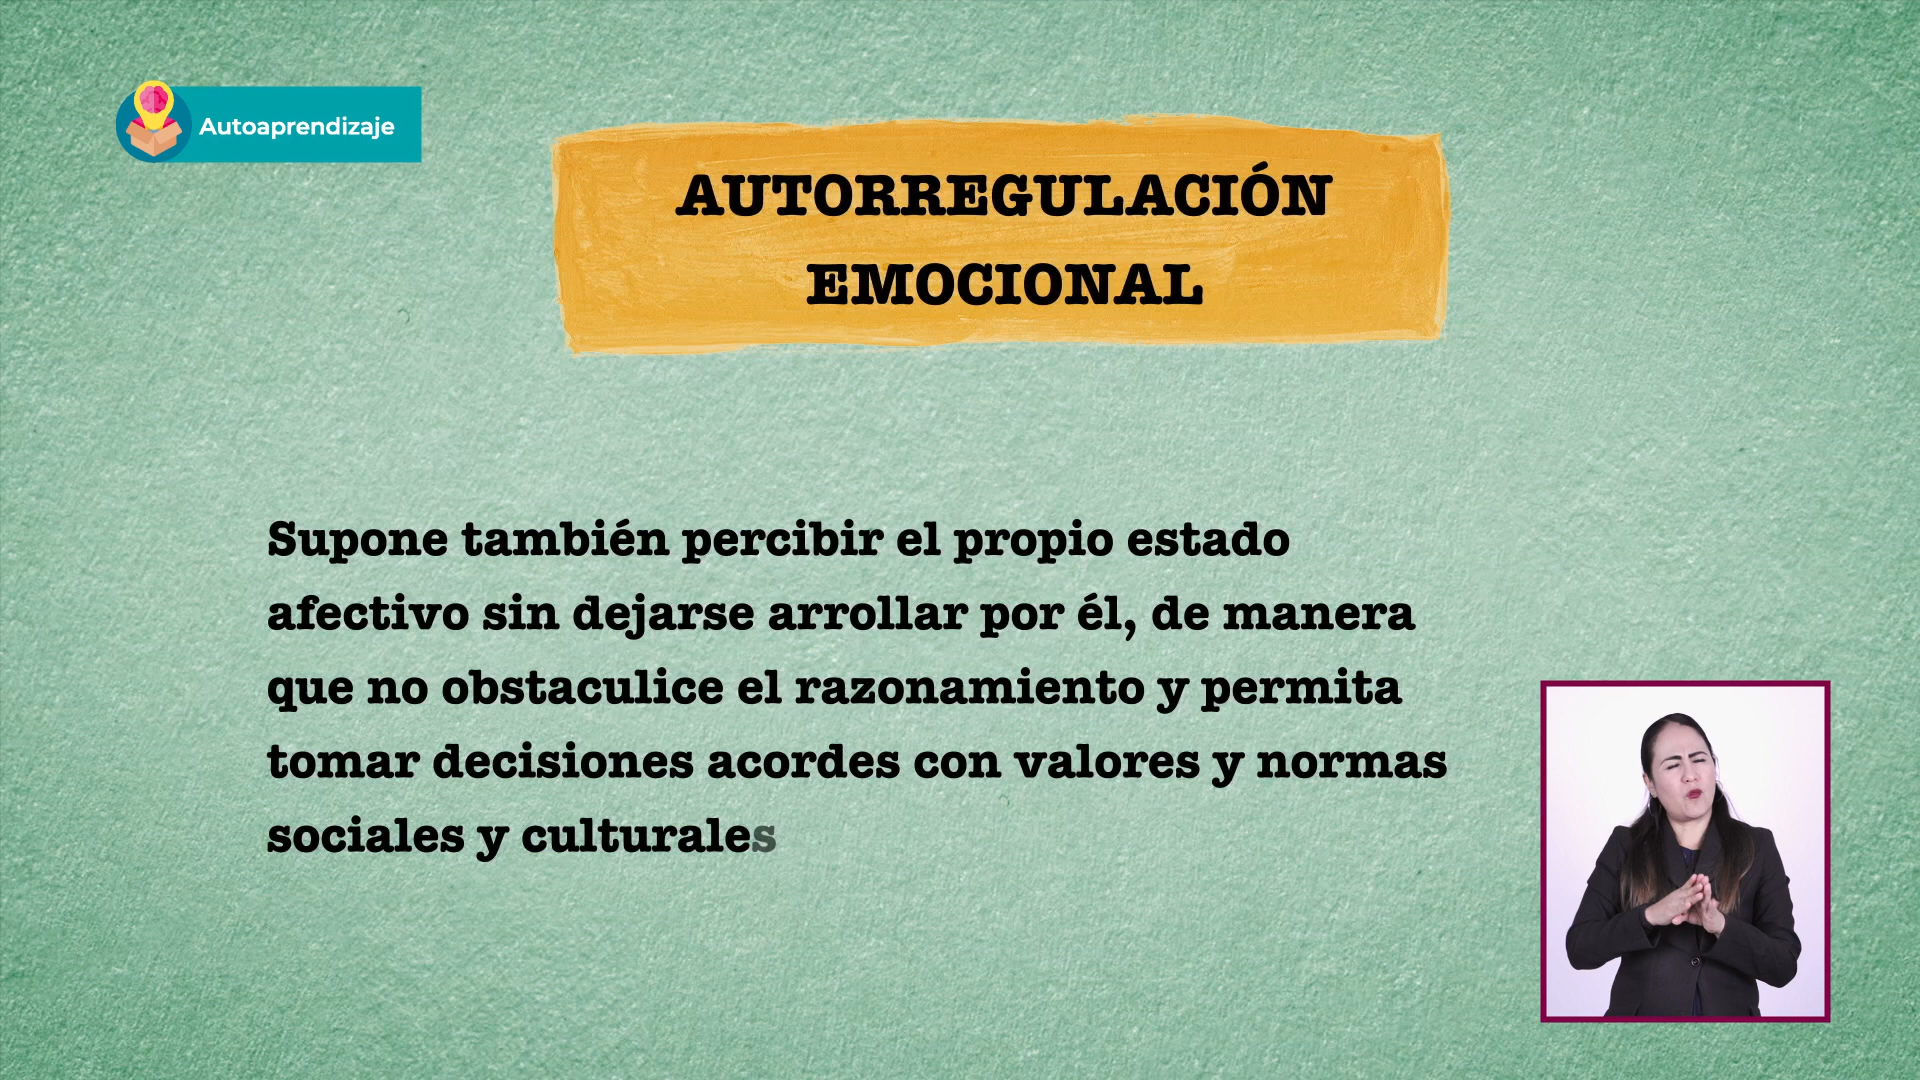 Autoaprendizaje
AUTORREGULACIÓN
EMOCIONAL
Supone también percibir el propio estado
afectivo sin dejarse arrollar por él, de manera
que no obstaculice el razonamiento y permita
tomar decisiones acordes con valores y normas
sociales y culturales